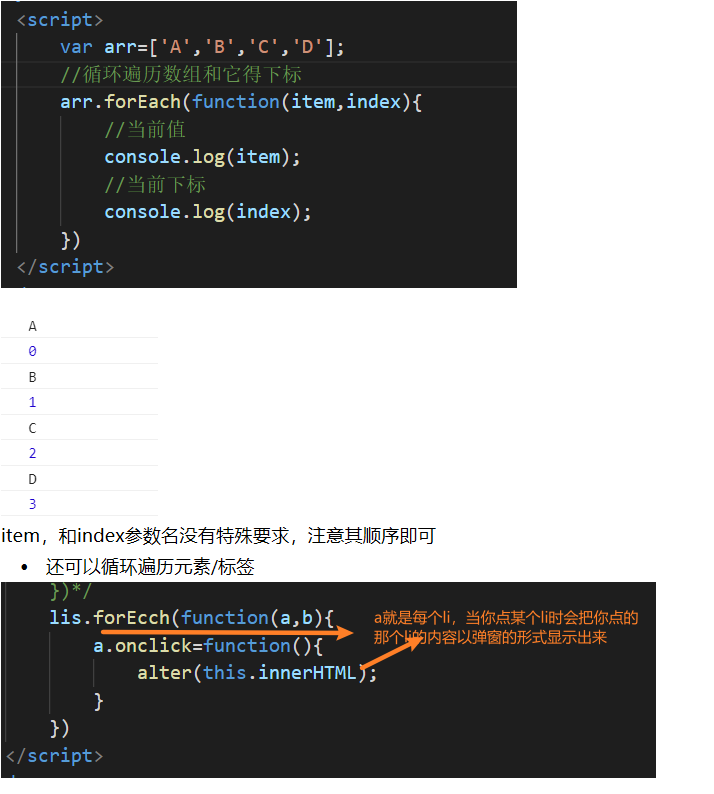 <script>
var arr=['A','B','C','D'];
//循环遍历数组和它得下标
arr.forEach(function(item,index){
//当前值
console.log(item);
//当前下标
console.log(index);
})
</script>
A
0
B
1
C
2
D
3
item，和index参数名没有特殊要求，注意其顺序即可
• 还可以循环遍历元素/标签
})*/
lis.forEcch(function(a,b){
a就是每个li，当你点某个li时会把你点的
那个li的内容以弹窗的形式显示出来
a.onclick=function(){
alter(this.innerHTML);
}
})
</script>